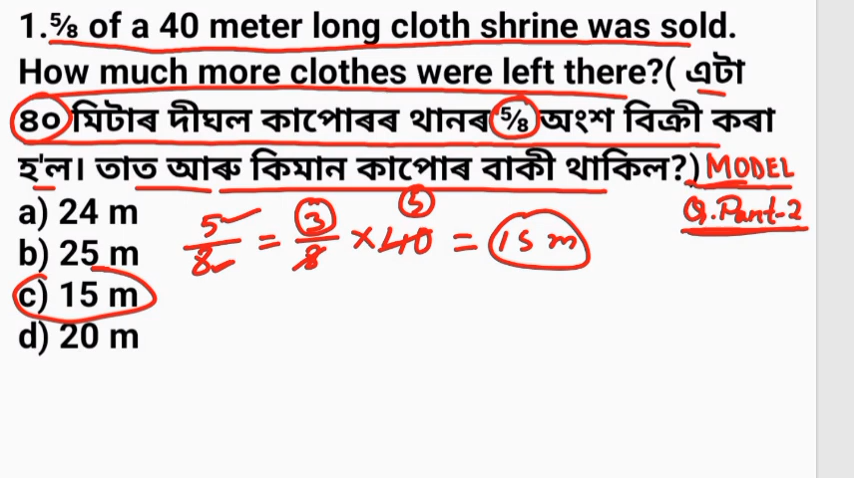 1.⅝ of a 40 meter long cloth shrine was sold.
How much more clothes were left there?( এটা
৪০ মিটাৰ দীঘল কাপোৰৰ থানৰ ⅝ অংশ বিক্ৰী কৰা
হ'ল। তাত আৰু কিমান কাপোৰ বাকী থাকিল?) MODEL
Q.Part-2
a) 24 m
b) 25 m
c) 15 m
d) 20 m
5/8 = 3/8 × 40 = 15 m
5